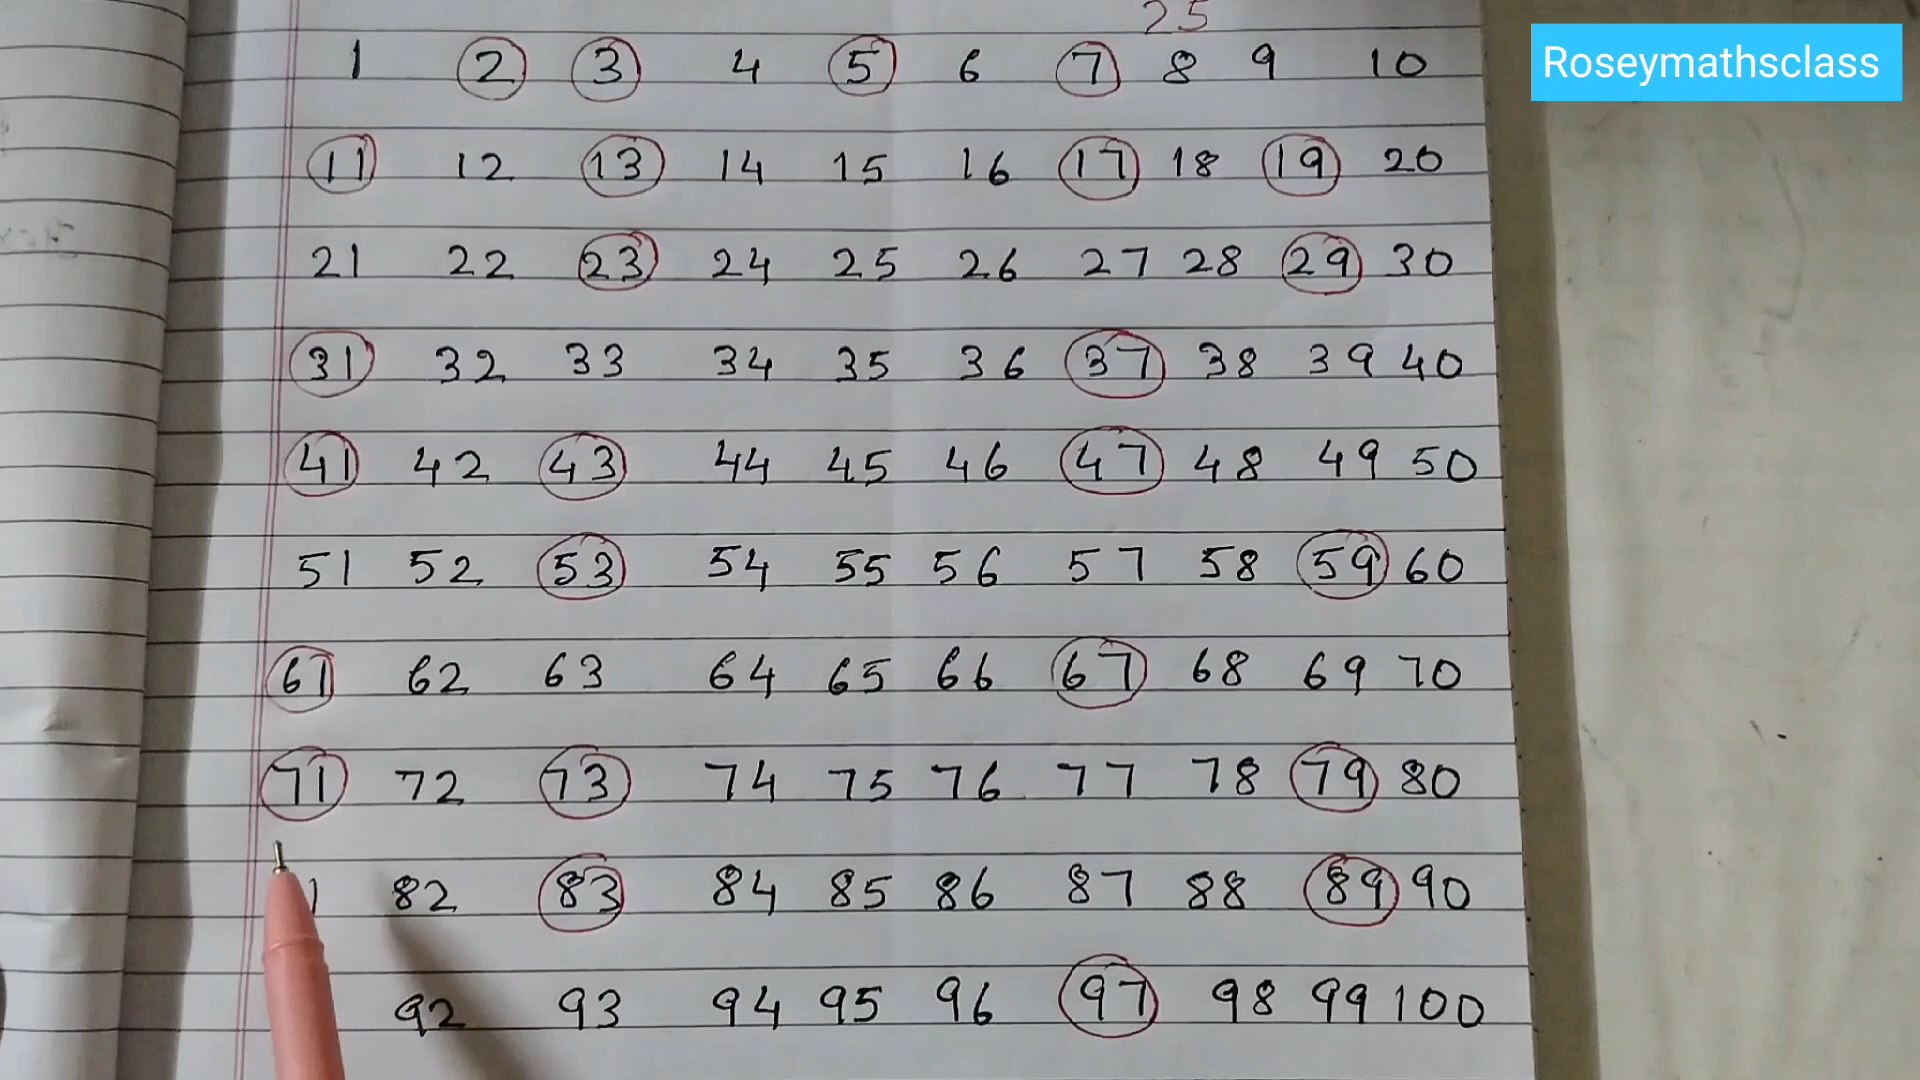 25
Roseymathsclass
1 2 3 4 5 6 7 8 9 10
11 12 13 14 15 16 17 18 19 20
21 22 23 24 25 26 27 28 29 30
31 32 33 34 35 36 37 38 39 40
41 42 43 44 45 46 47 48 49 50
51 52 53 54 55 56 57 58 59 60
61 62 63 64 65 66 67 68 69 70
71 72 73 74 75 76 77 78 79 80
82 83 84 85 86 87 88 89 90
92 93 94 95 96 97 98 99 100